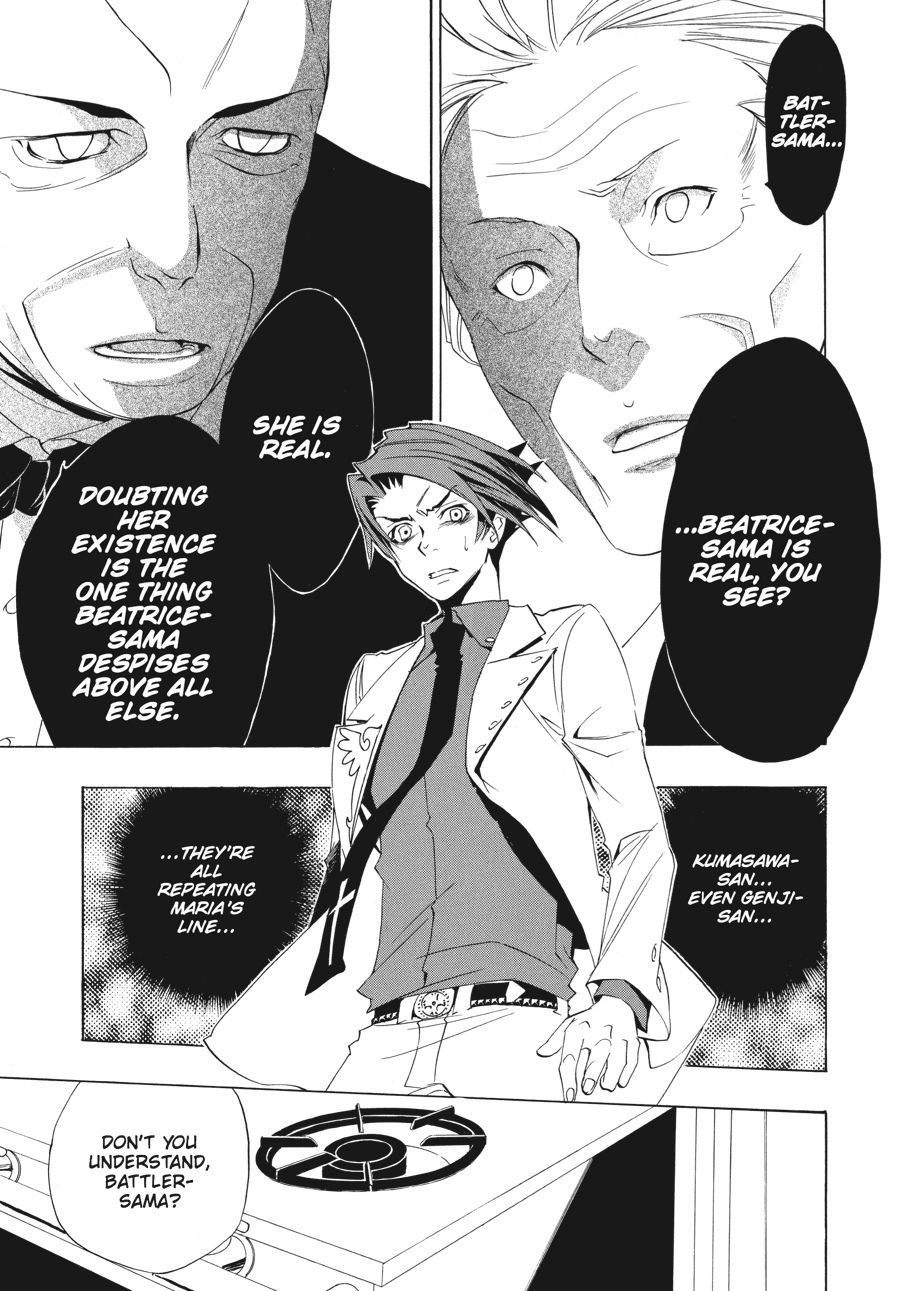 BAT-
TLER-
SAMA...
...BEATRICE-
SAMA IS
REAL, YOU
SEE?
SHE IS
REAL.
DOUBTING
HER
EXISTENCE
IS THE
ONE THING
BEATRICE-
SAMA
DESPISES
ABOVE ALL
ELSE.
KUMASAWA-
SAN...
EVEN GENJI-
SAN...
...THEY'RE
ALL
REPEATING
MARIA'S
LINE...
DON'T YOU
UNDERSTAND,
BATTLER-
SAMA?